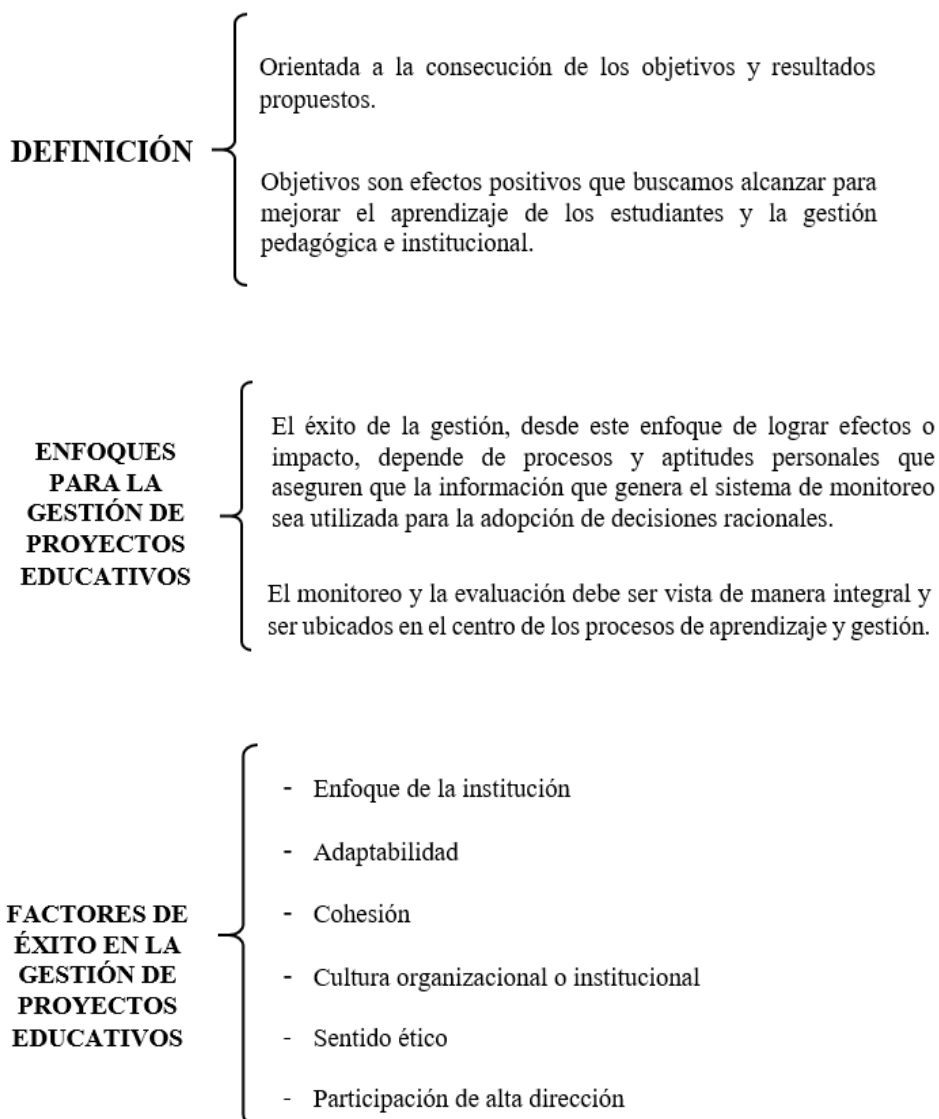 DEFINICIÓN
Orientada a la consecución de los objetivos y resultados
propuestos.
Objetivos son efectos positivos que buscamos alcanzar para
mejorar el aprendizaje de los estudiantes y la gestión
pedagógica e institucional.
ENFOQUES
PARA LA
GESTIÓN DE
PROYECTOS
EDUCATIVOS
El éxito de la gestión, desde este enfoque de lograr efectos o
impacto, depende de procesos y aptitudes personales que
aseguren que la información que genera el sistema de monitoreo
sea utilizada para la adopción de decisiones racionales.
El monitoreo y la evaluación debe ser vista de manera integral y
ser ubicados en el centro de los procesos de aprendizaje y gestión.
FACTORES DE
ÉXITO EN LA
GESTIÓN DE
PROYECTOS
EDUCATIVOS
- Enfoque de la institución
- Adaptabilidad
- Cohesión
- Cultura organizacional o institucional
- Sentido ético
- Participación de alta dirección